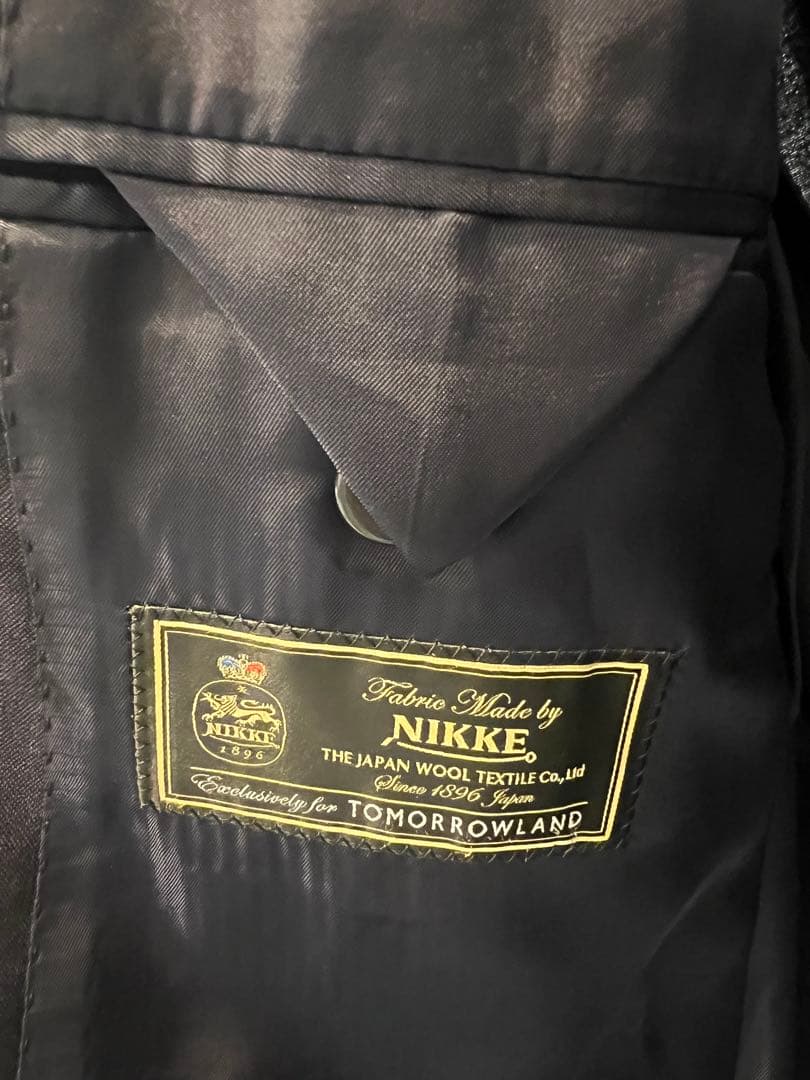 NIKKE
1896
Fabric Made by
NIKKE
THE JAPAN WOOL TEXTILE Co., Ltd
Since 1896 Japan
Exclusively for TOMORROWLAND